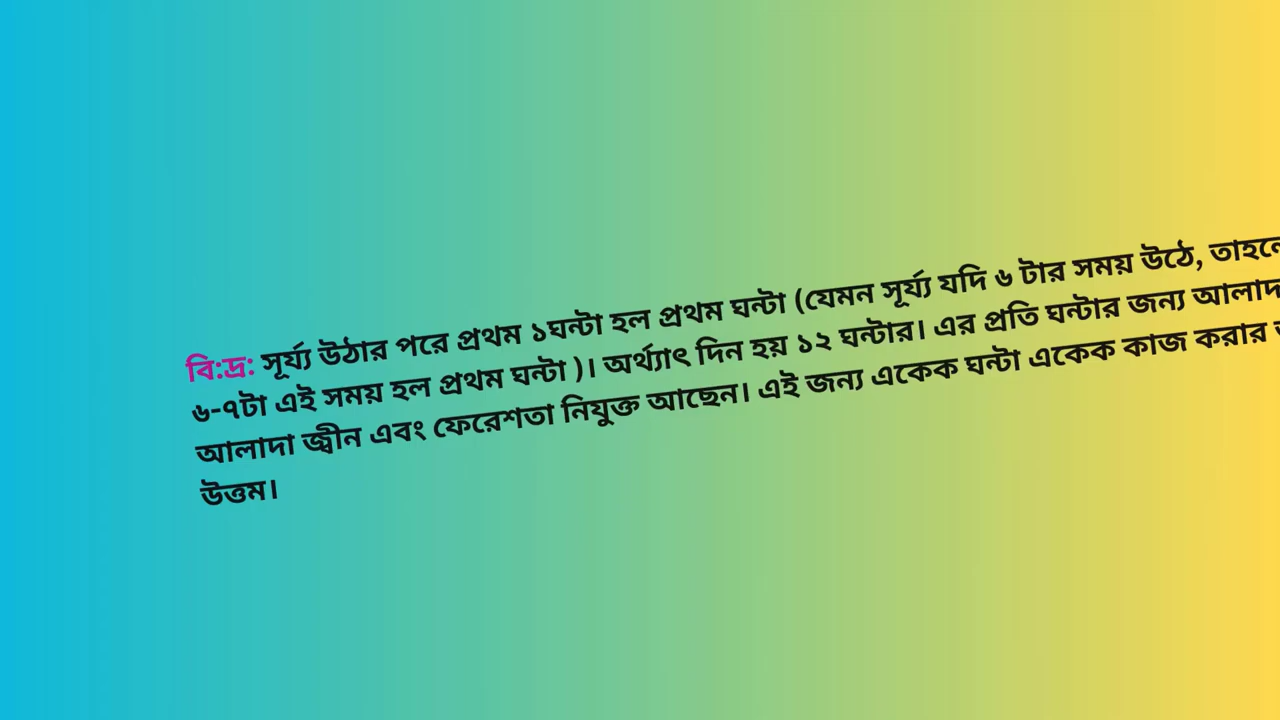 বি:দ্র: সূর্য্য উঠার পরে প্রথম ১ঘন্টা হল প্রথম ঘন্টা (যেমন সূর্য্য যদি ৬ টার সময় উঠে,
৬-৭টা এই সময় হল প্রথম ঘন্টা )। অর্থ্যাৎ দিন হয় ১২ ঘন্টার। এর প্রতি ঘন্টার জন্য
আলাদা জ্বীন এবং ফেরেশতা নিযুক্ত আছেন। এই জন্য একেক ঘন্টা একেক কাজ করার
উত্তম।